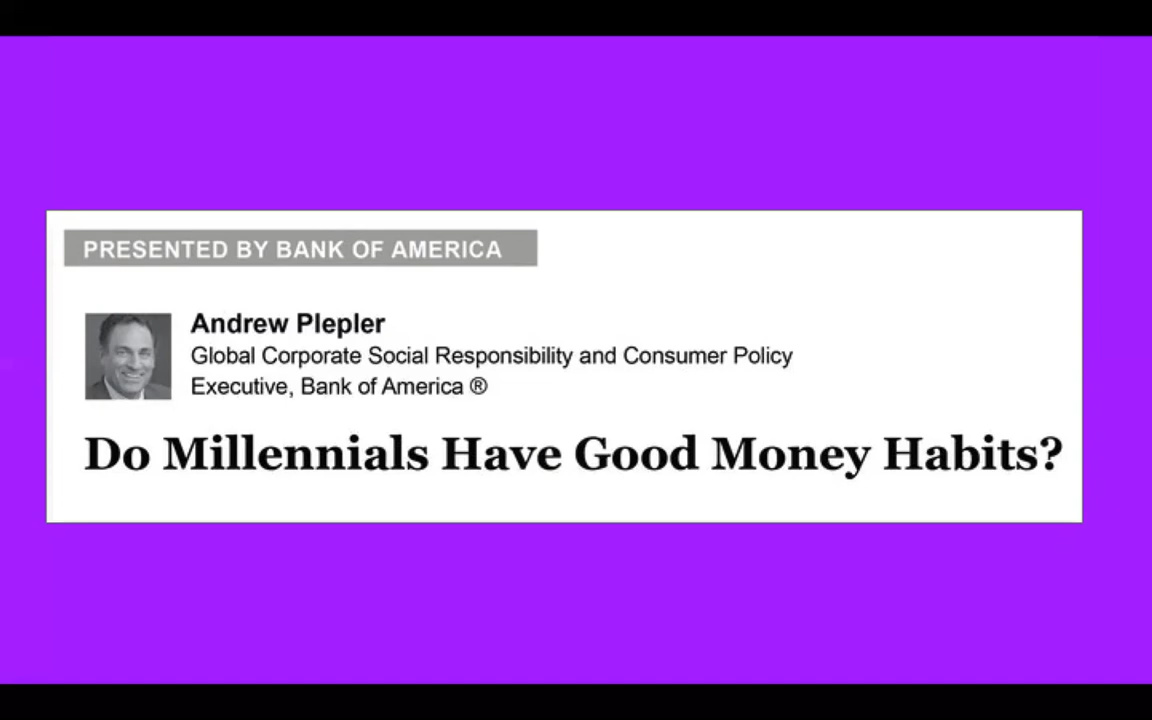 PRESENTED BY BANK OF AMERICA
Andrew Plepler
Global Corporate Social Responsibility and Consumer Policy
Executive, Bank of America ®
Do Millennials Have Good Money Habits?